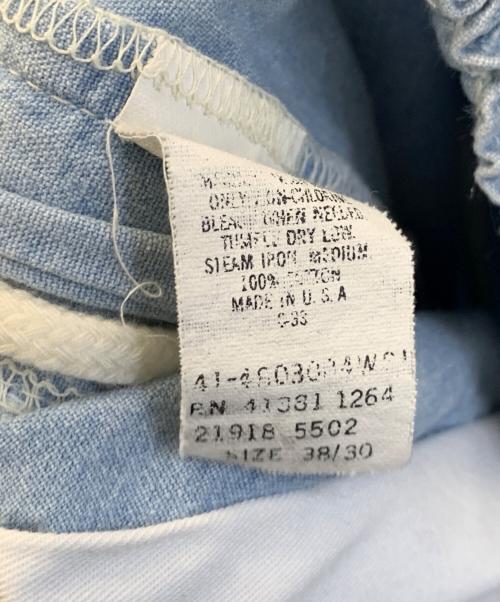 ONLY NON-CHLORINE
BLEACH WHEN NEEDED.
TUMBLE DRY LOW.
STEAM IRON MEDIUM.
100% COTTON
MADE IN U.S.A
RN 41381 1264
21918 5502
SIZE 38/30